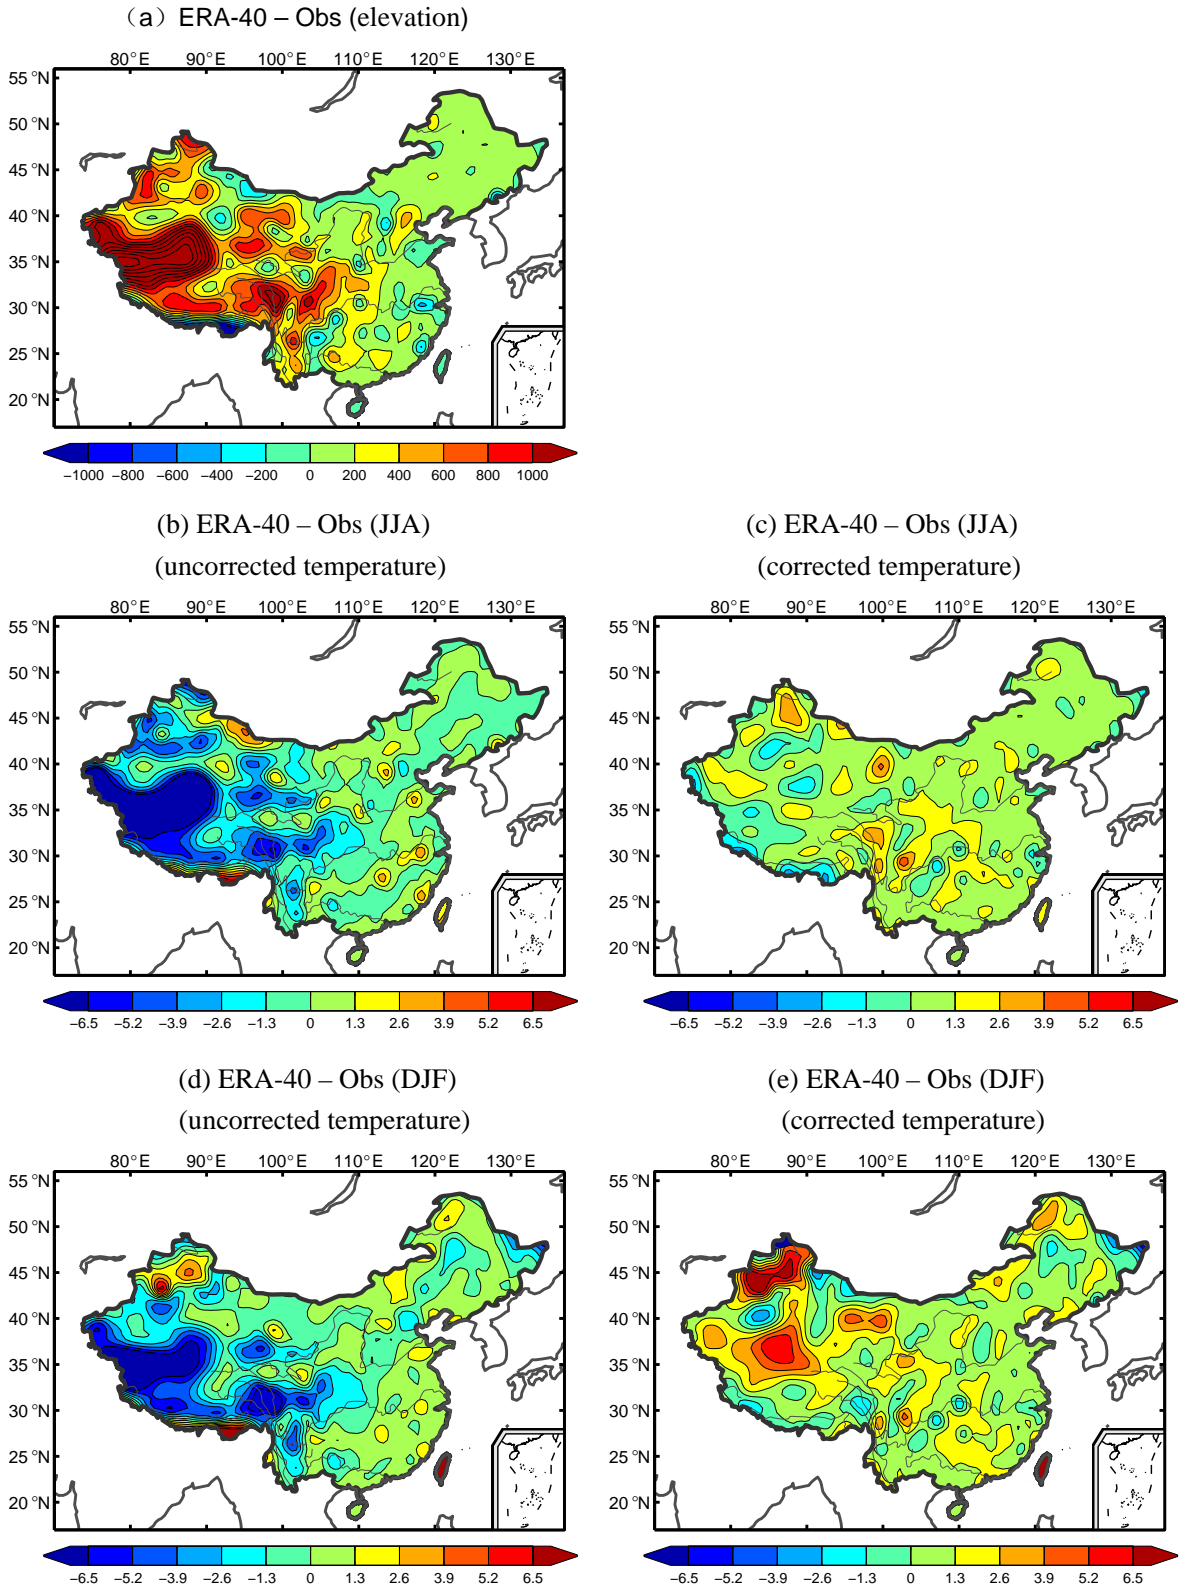 （a）ERA-40 – Obs (elevation)
80°E 90°E 100°E 110°E 120°E 130°E
55°N
50°N
45°N
40°N
35°N
30°N
25°N
20°N
−1000 −800 −600 −400 −200 0 200 400 600 800 1000
(b) ERA-40 – Obs (JJA)
(uncorrected temperature)
80°E 90°E 100°E 110°E 120°E 130°E
55°N
50°N
45°N
40°N
35°N
30°N
25°N
20°N
−6.5 −5.2 −3.9 −2.6 −1.3 0 1.3 2.6 3.9 5.2 6.5
(c) ERA-40 – Obs (JJA)
(corrected temperature)
80°E 90°E 100°E 110°E 120°E 130°E
55°N
50°N
45°N
40°N
35°N
30°N
25°N
20°N
−6.5 −5.2 −3.9 −2.6 −1.3 0 1.3 2.6 3.9 5.2 6.5
(d) ERA-40 – Obs (DJF)
(uncorrected temperature)
80°E 90°E 100°E 110°E 120°E 130°E
55°N
50°N
45°N
40°N
35°N
30°N
25°N
20°N
−6.5 −5.2 −3.9 −2.6 −1.3 0 1.3 2.6 3.9 5.2 6.5
(e) ERA-40 – Obs (DJF)
(corrected temperature)
80°E 90°E 100°E 110°E 120°E 130°E
55°N
50°N
45°N
40°N
35°N
30°N
25°N
20°N
−6.5 −5.2 −3.9 −2.6 −1.3 0 1.3 2.6 3.9 5.2 6.5